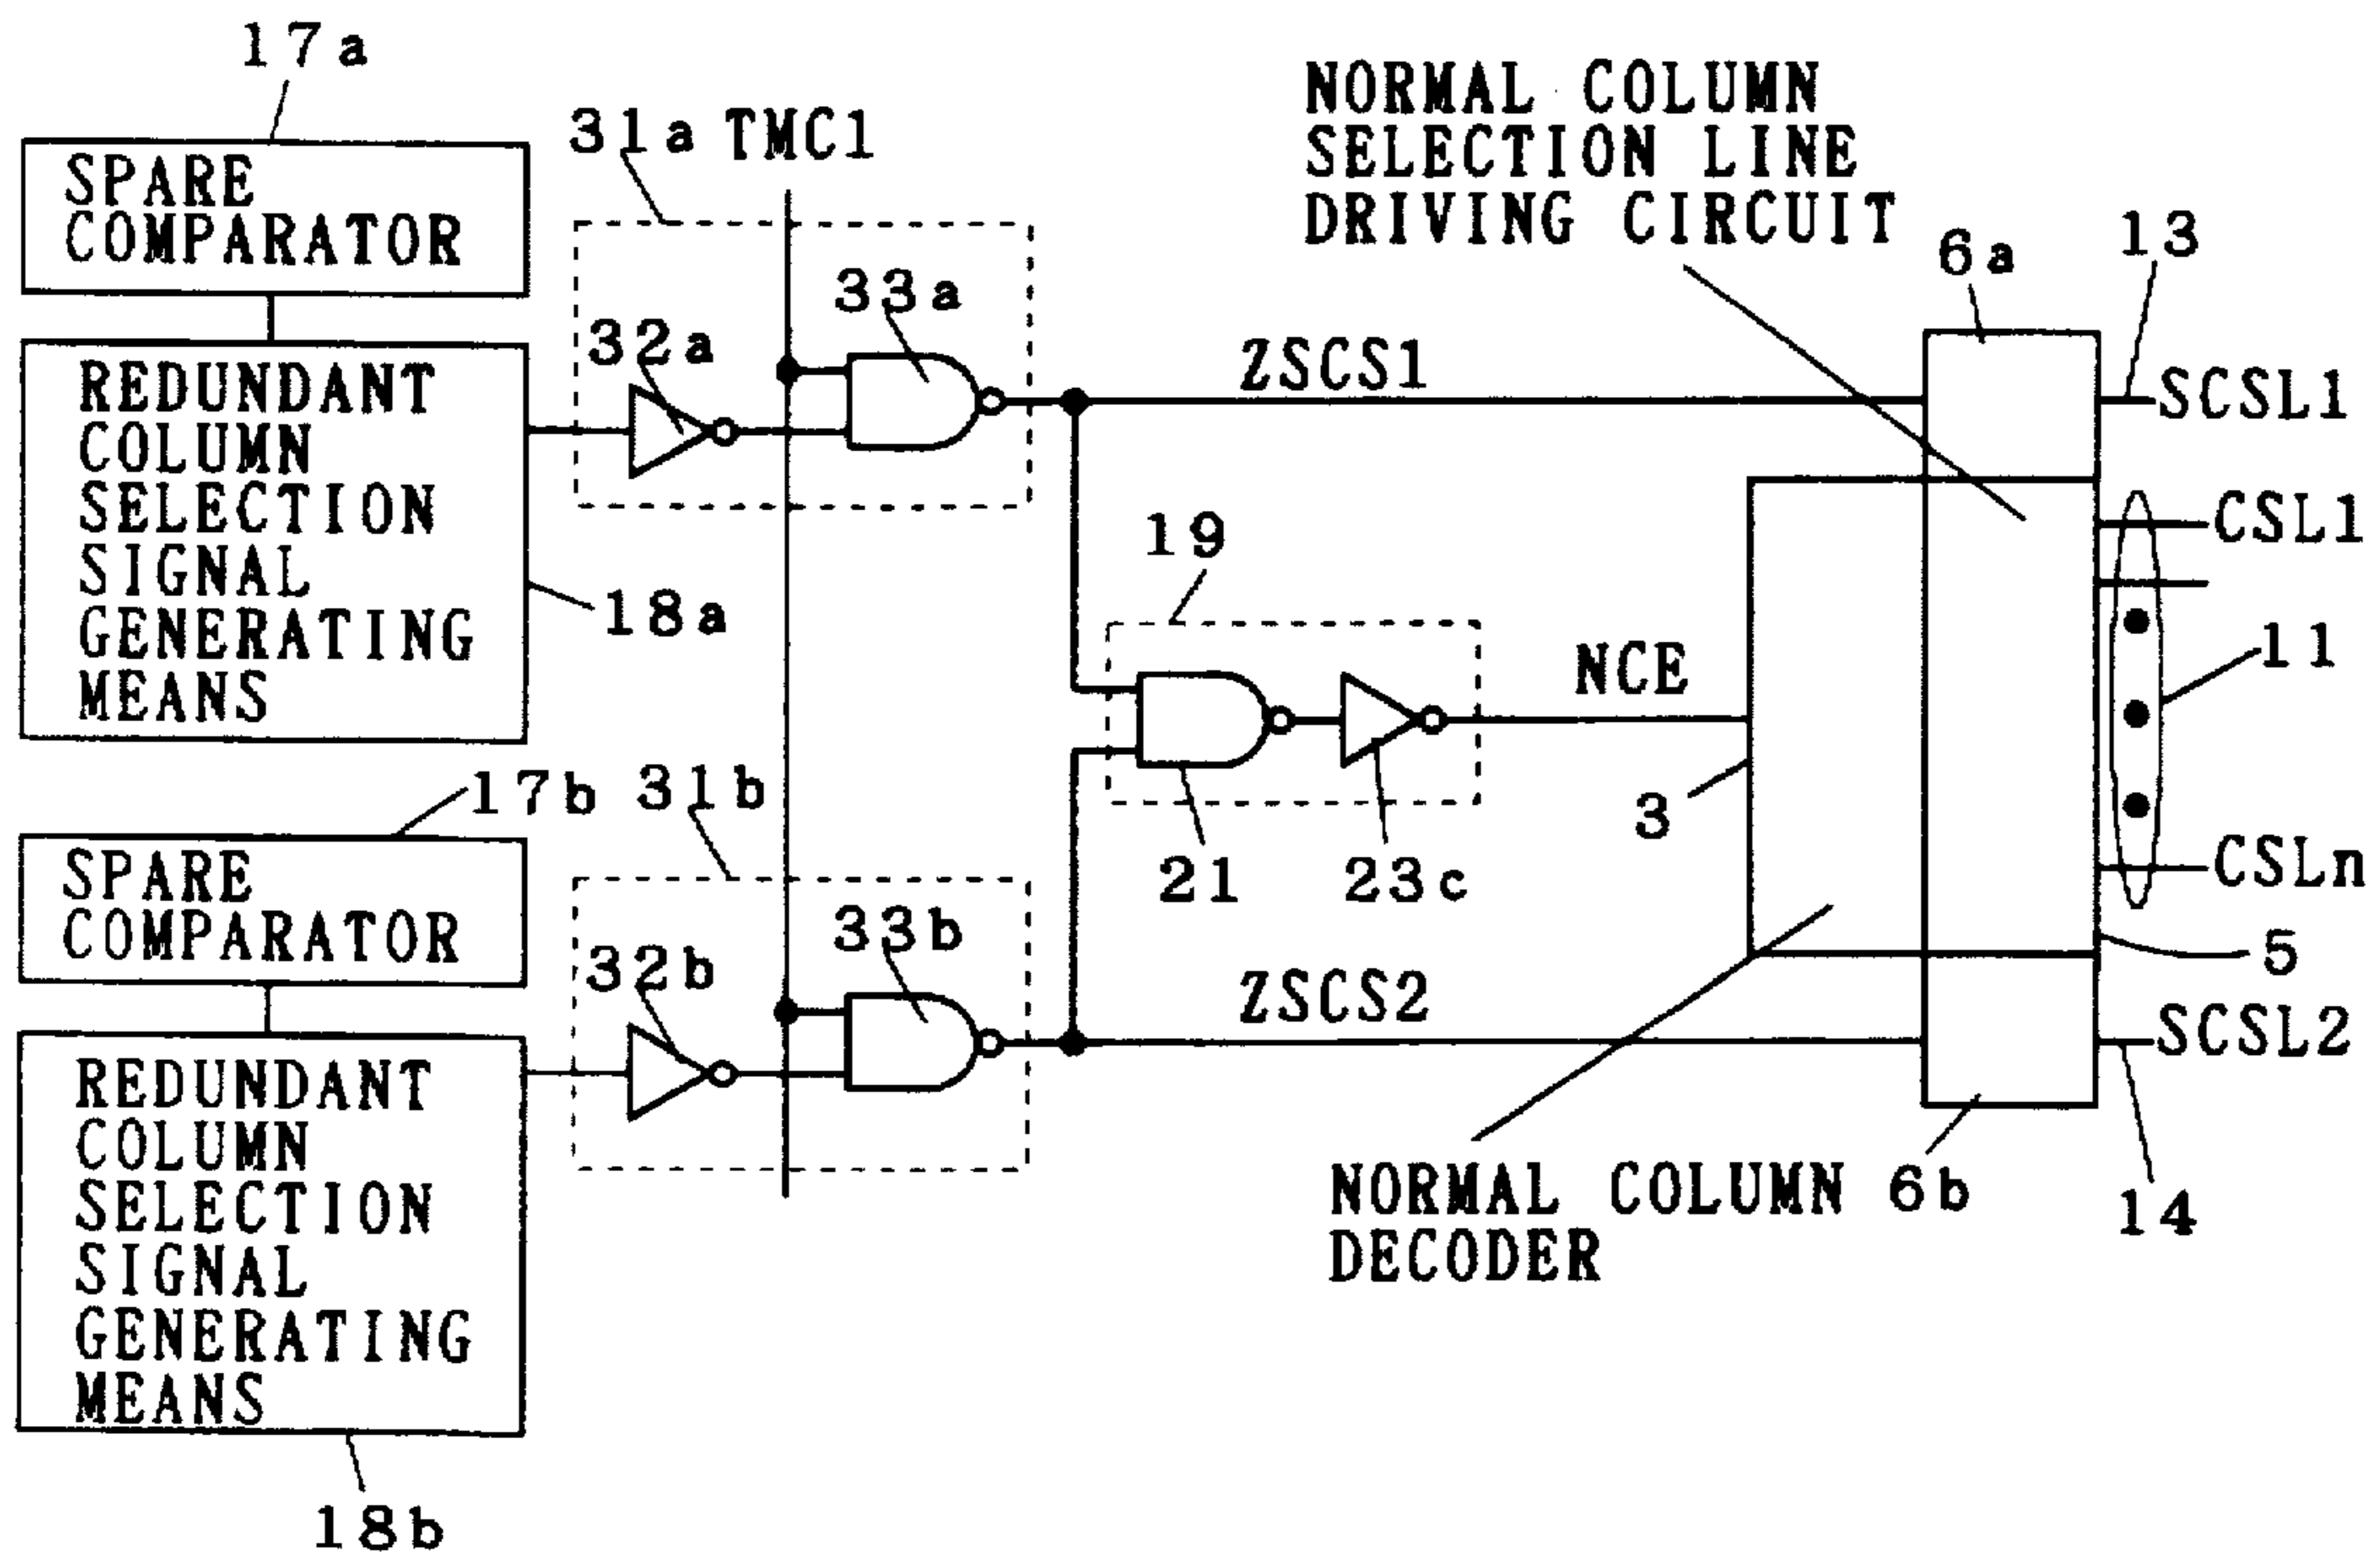 17a
SPARE
COMPARATOR
REDUNDANT
COLUMN
SELECTION
SIGNAL
GENERATING
MEANS
18a
31a TMC1
32a
33a
ZSCS1
NORMAL COLUMN
SELECTION LINE
DRIVING CIRCUIT
6a
13
SCSL1
CSL1
11
CSLn
5
SCSL2
14
19
NCE
21
23c
3
17b
SPARE
COMPARATOR
REDUNDANT
COLUMN
SELECTION
SIGNAL
GENERATING
MEANS
18b
31b
32b
33b
ZSCS2
NORMAL COLUMN
DECODER
6b